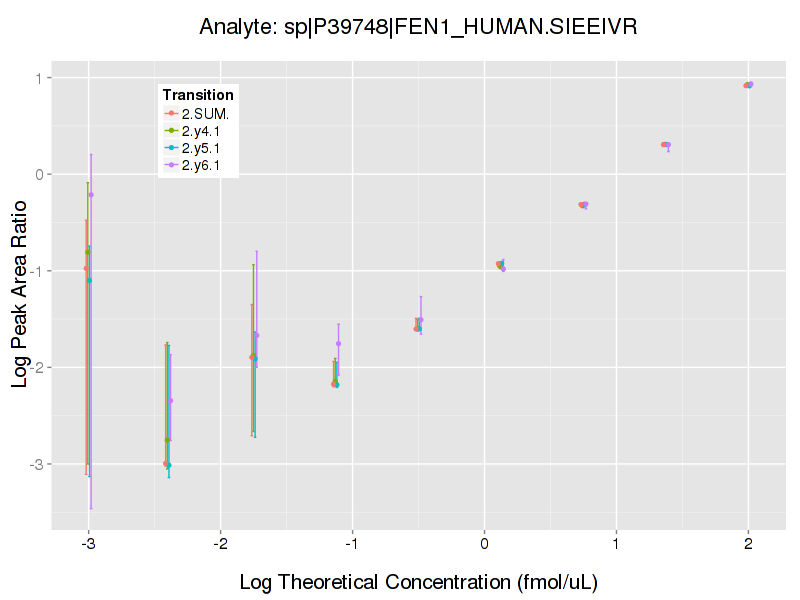 Analyte: sp|P39748|FEN1_HUMAN.SIEEIVR
Log Peak Area Ratio
1
0
-1
-2
-3
Transition
2.SUM.
2.y4.1
2.y5.1
2.y6.1
-3 -2 -1 0 1 2
Log Theoretical Concentration (fmol/uL)